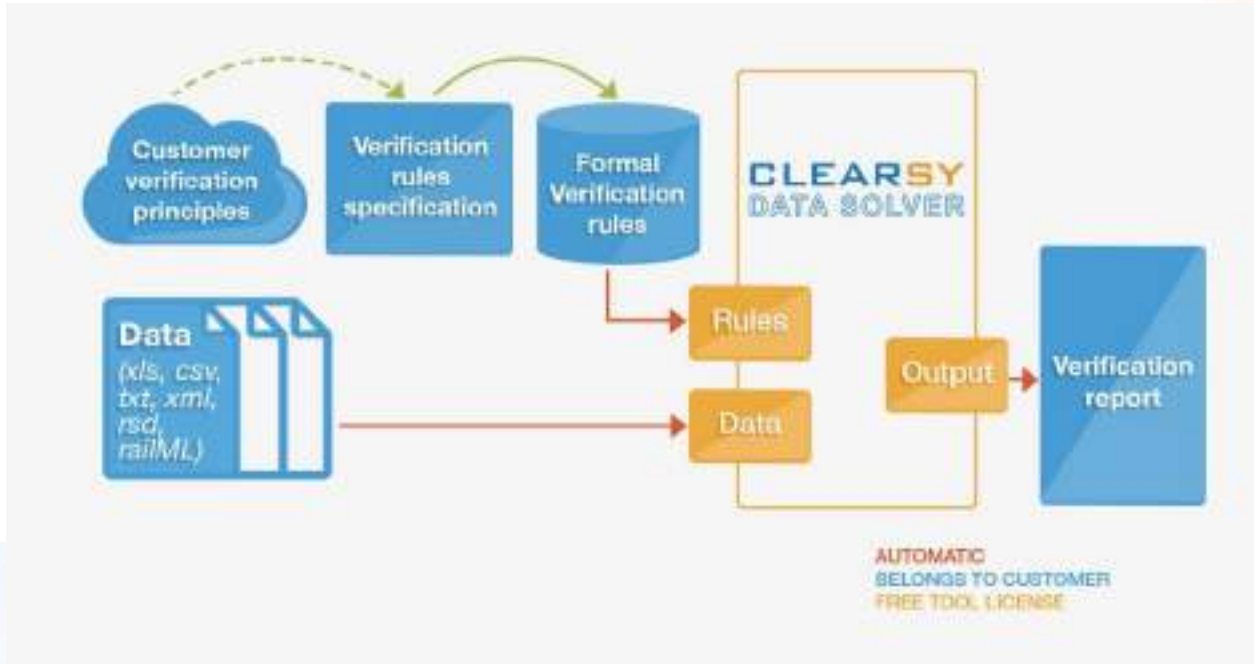 Customer
verification
principles
Verification
rules
specification
Formal
Verification
rules
CLEARSY
DATA SOLVER
Data
(xls, csv,
txt, xml,
rsd,
railML)
Rules
Data
Output
Verification
report
AUTOMATIC
BELONGS TO CUSTOMER
FREE TOOL LICENSE